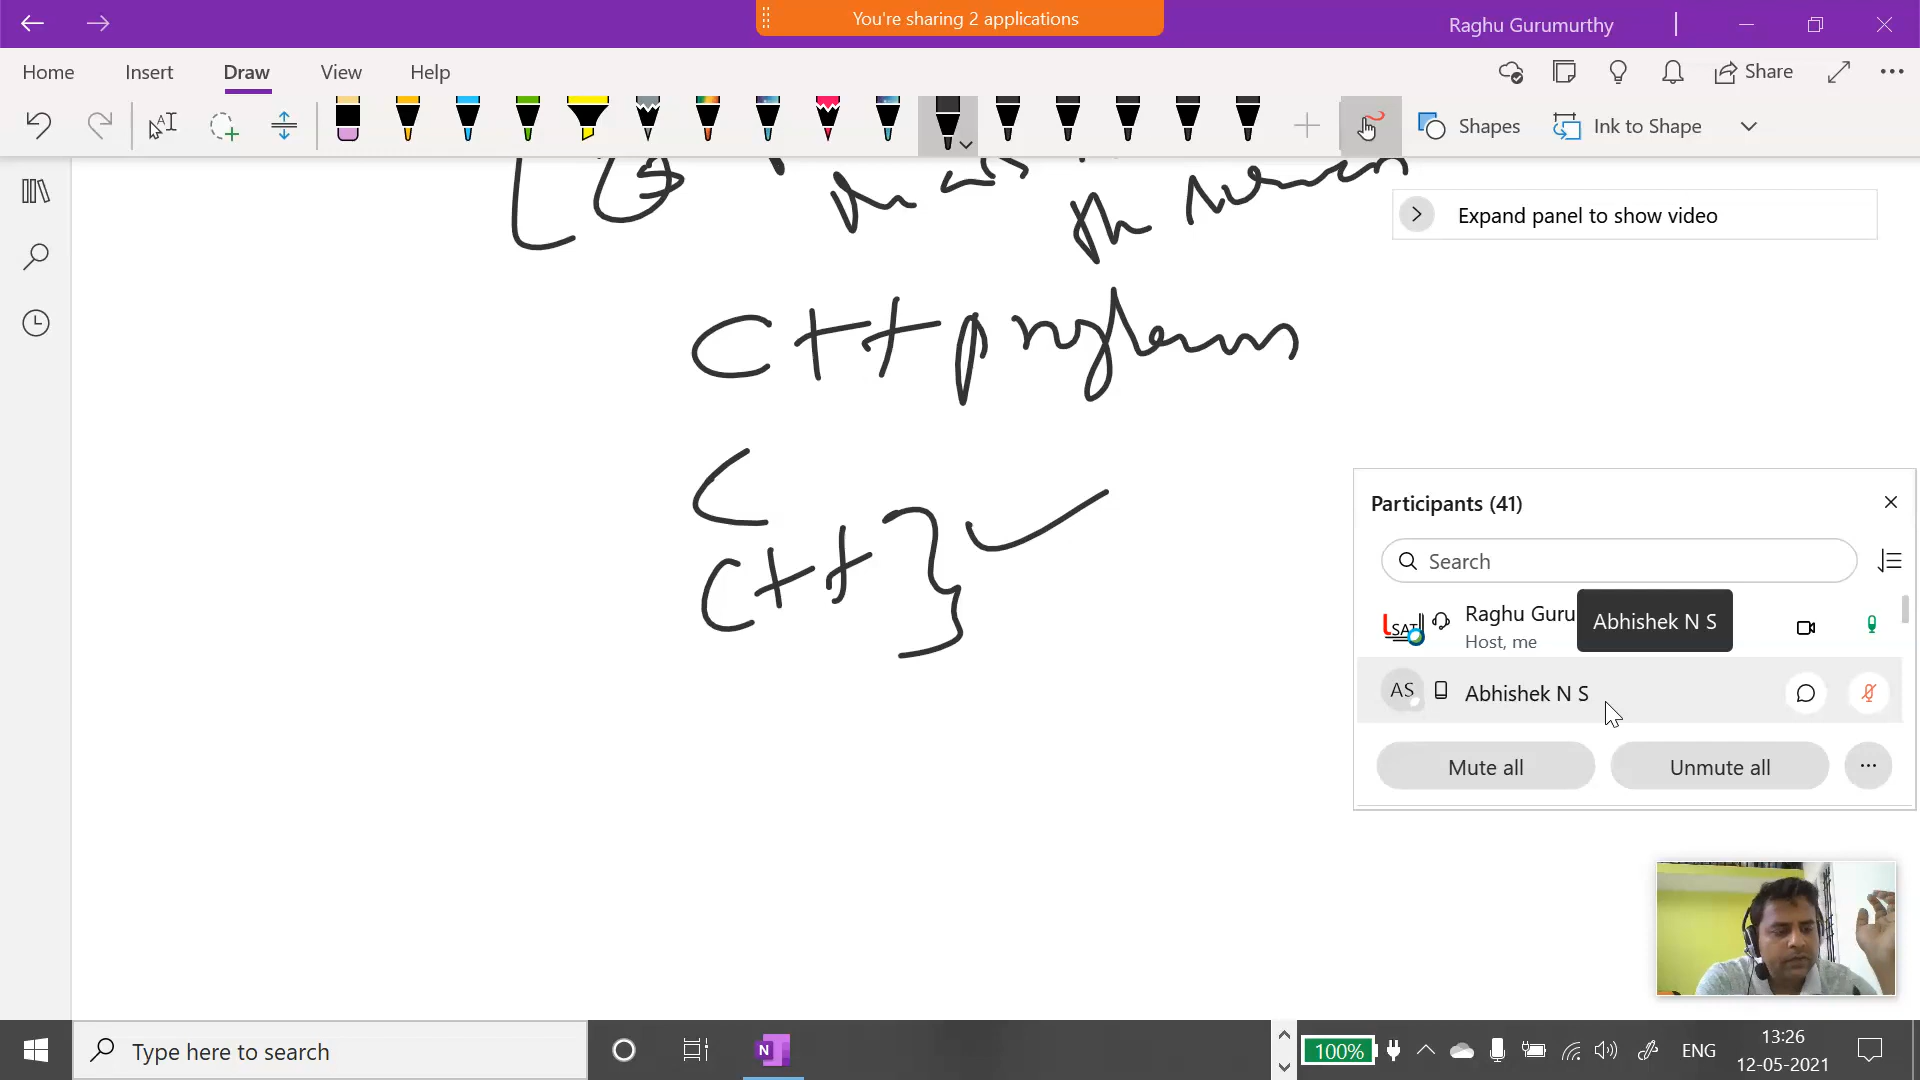 You're sharing 2 applications
Raghu Gurumurthy
Home Insert Draw View Help
Share
Shapes
Ink to Shape
Expand panel to show video
C++
C
C++ }
Participants (41)
Search
Raghu Guru
Abhishek N S
SAT
Host, me
AS
Abhishek N S
Mute all
Unmute all
Type here to search
N
100%
ENG
13:26
12-05-2021